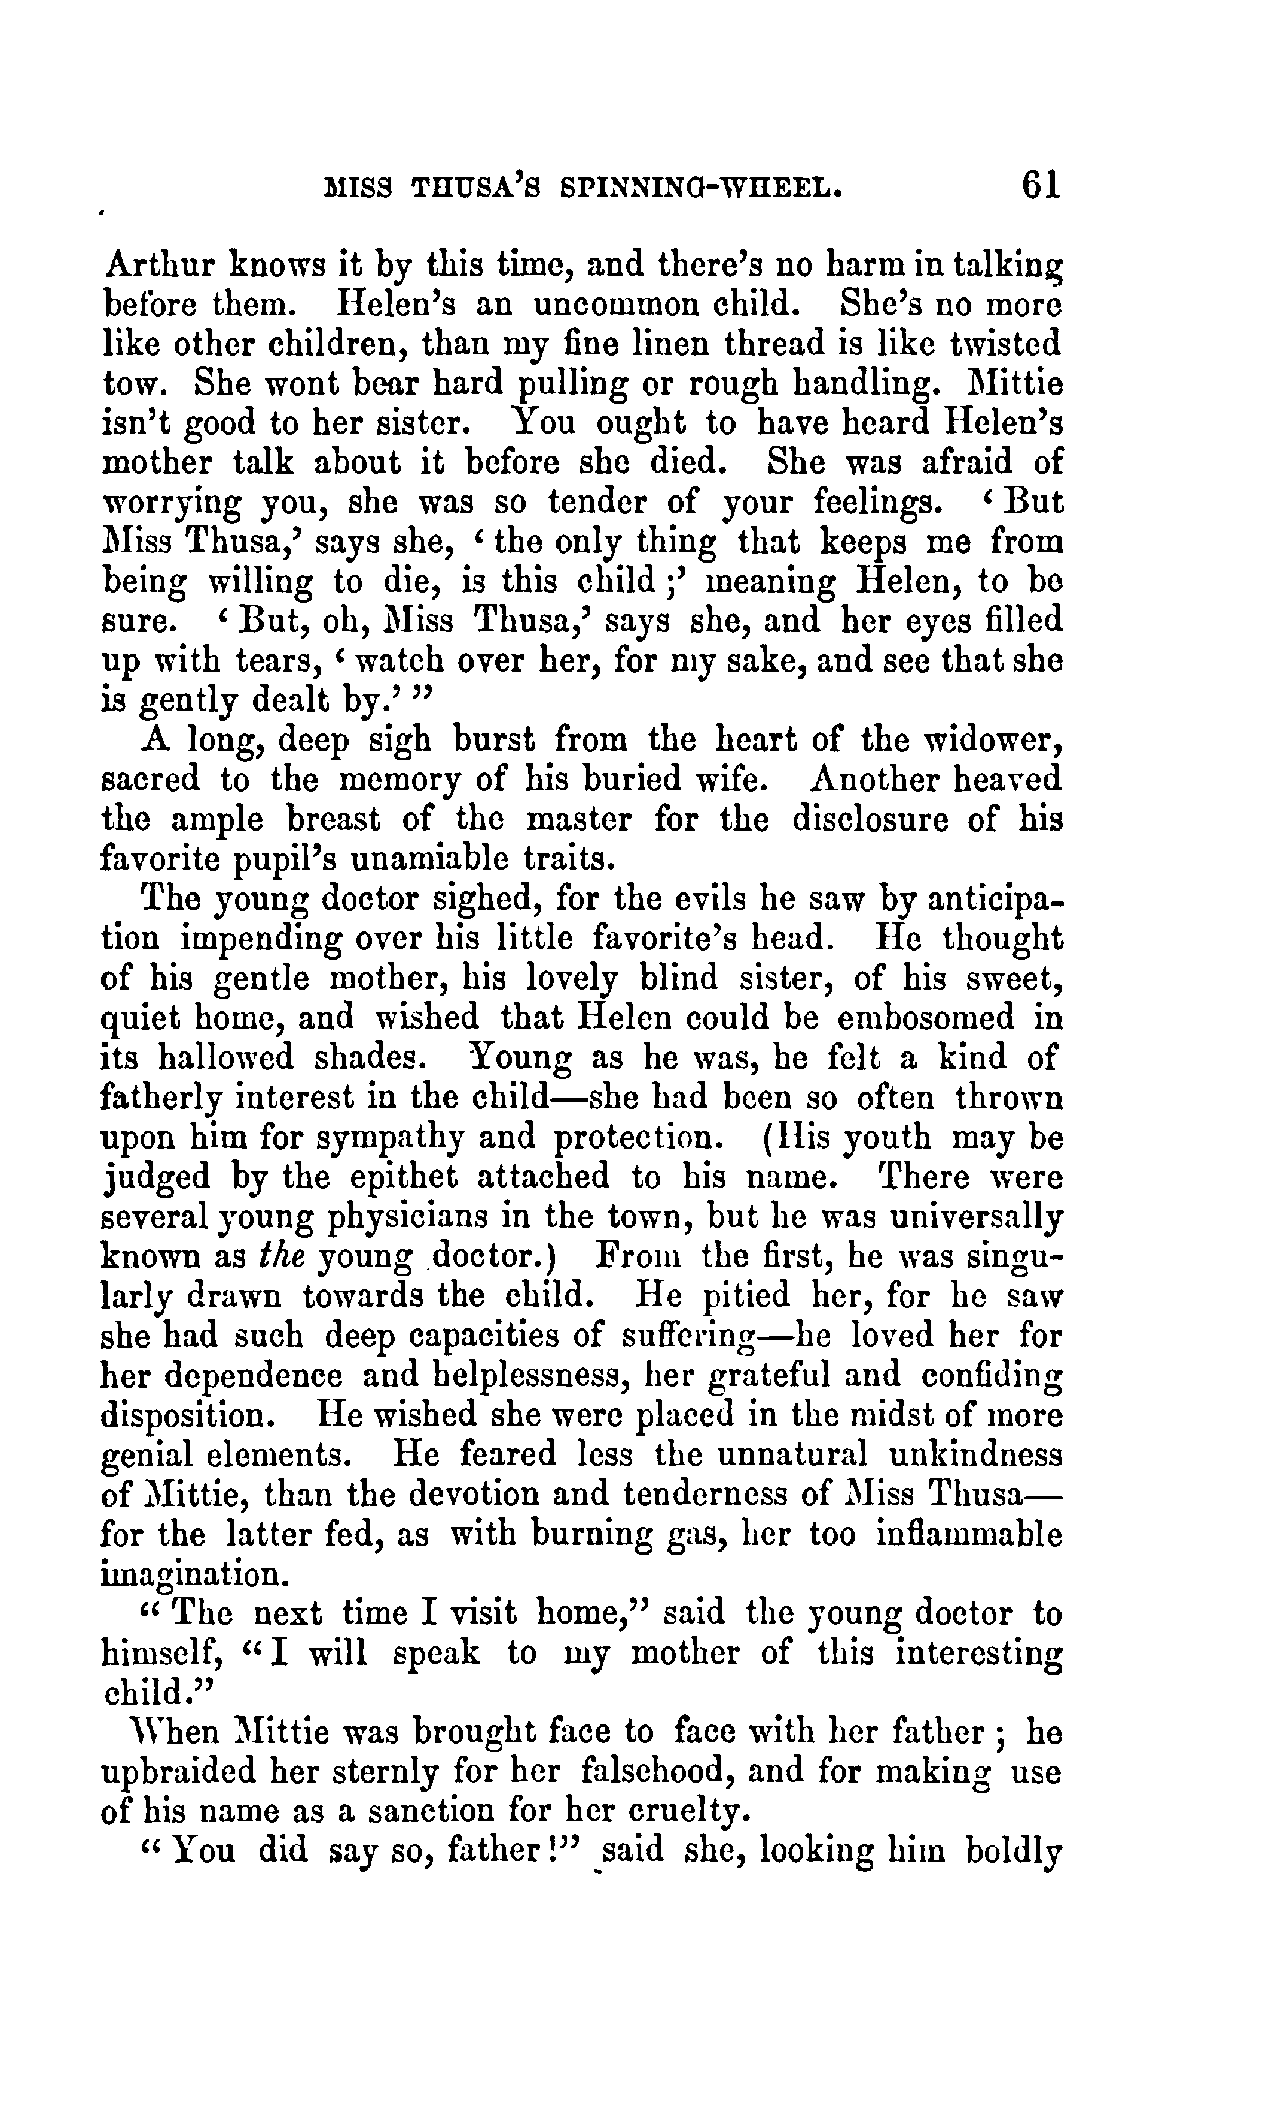 MISS THUSA'S SPINNING-WHEEL. 61
Arthur knows it by this time, and there's no harm in talking
before them. Helen's an uncommon child. She's no more
like other children, than my fine linen thread is like twisted
tow. She wont bear hard pulling or rough handling. Mittie
isn't good to her sister. You ought to have heard Helen's
mother talk about it before she died. She was afraid of
worrying you, she was so tender of your feelings. ‘But
Miss Thusa,’ says she, ‘the only thing that keeps me from
being willing to die, is this child;’ meaning Helen, to be
sure. ‘But, oh, Miss Thusa,’ says she, and her eyes filled
up with tears, ‘watch over her, for my sake, and see that she
is gently dealt by.’”
A long, deep sigh burst from the heart of the widower,
sacred to the memory of his buried wife. Another heaved
the ample breast of the master for the disclosure of his
favorite pupil's unamiable traits.
The young doctor sighed, for the evils he saw by anticipa-
tion impending over his little favorite's head. He thought
of his gentle mother, his lovely blind sister, of his sweet,
quiet home, and wished that Helen could be embosomed in
its hallowed shades. Young as he was, he felt a kind of
fatherly interest in the child—she had been so often thrown
upon him for sympathy and protection. (His youth may be
judged by the epithet attached to his name. There were
several young physicians in the town, but he was universally
known as the young doctor.) From the first, he was singu-
larly drawn towards the child. He pitied her, for he saw
she had such deep capacities of suffering—he loved her for
her dependence and helplessness, her grateful and confiding
disposition. He wished she were placed in the midst of more
genial elements. He feared less the unnatural unkindness
of Mittie, than the devotion and tenderness of Miss Thusa—
for the latter fed, as with burning gas, her too inflammable
imagination.
“The next time I visit home,” said the young doctor to
himself, “I will speak to my mother of this interesting
child.”
When Mittie was brought face to face with her father; he
upbraided her sternly for her falsehood, and for making use
of his name as a sanction for her cruelty.
“You did say so, father!” said she, looking him boldly